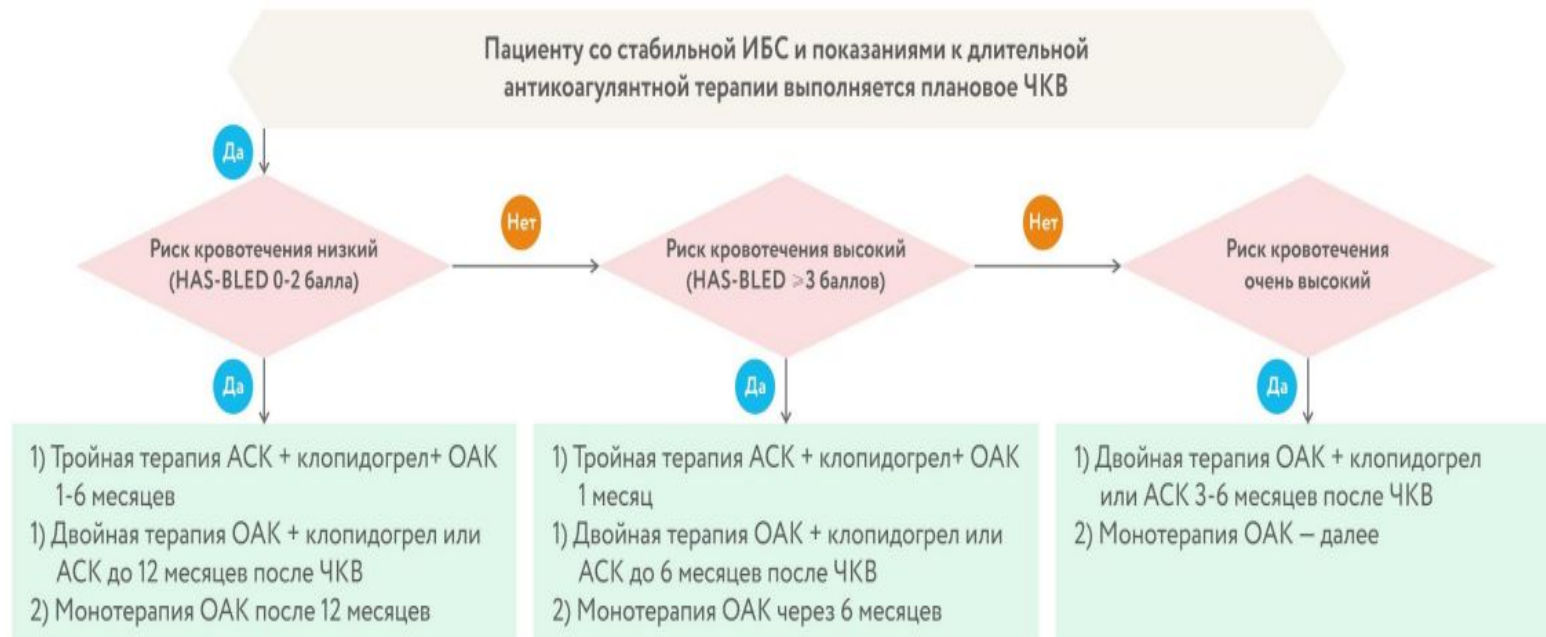 Пациенту со стабильной ИБС и показаниями к длительной
антикоагулянтной терапии выполняется плановое ЧКВ
Да
Риск кровотечения низкий
(HAS-BLED 0-2 балла)
Нет
Риск кровотечения высокий
(HAS-BLED ⩾3 баллов)
Нет
Риск кровотечения
очень высокий
Да
Да
Да
1) Тройная терапия АСК + клопидогрел+ ОАК
1-6 месяцев
1) Двойная терапия ОАК + клопидогрел или
АСК до 12 месяцев после ЧКВ
2) Монотерапия ОАК после 12 месяцев
1) Тройная терапия АСК + клопидогрел+ ОАК
1 месяц
1) Двойная терапия ОАК + клопидогрел или
АСК до 6 месяцев после ЧКВ
2) Монотерапия ОАК через 6 месяцев
1) Двойная терапия ОАК + клопидогрел
или АСК 3-6 месяцев после ЧКВ
2) Монотерапия ОАК — далее